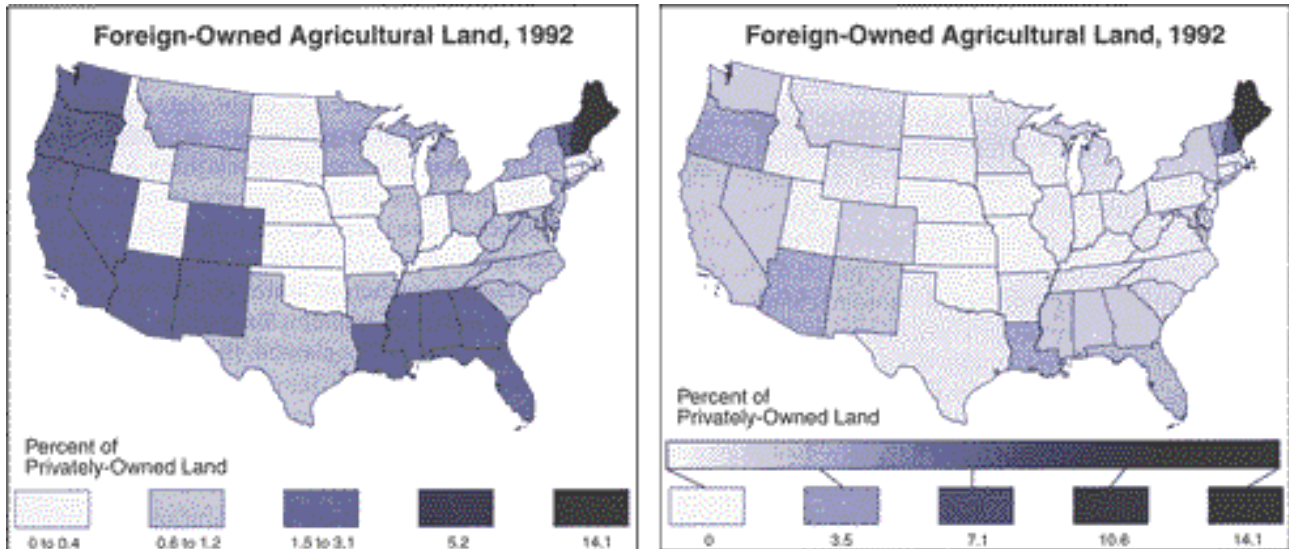 Foreign-Owned Agricultural Land, 1992
Percent of
Privately-Owned Land
0 to 0.4
0.6 to 1.2
1.5 to 3.1
5.2
14.1
Foreign-Owned Agricultural Land, 1992
Percent of
Privately-Owned Land
0
3.5
7.1
10.6
14.1